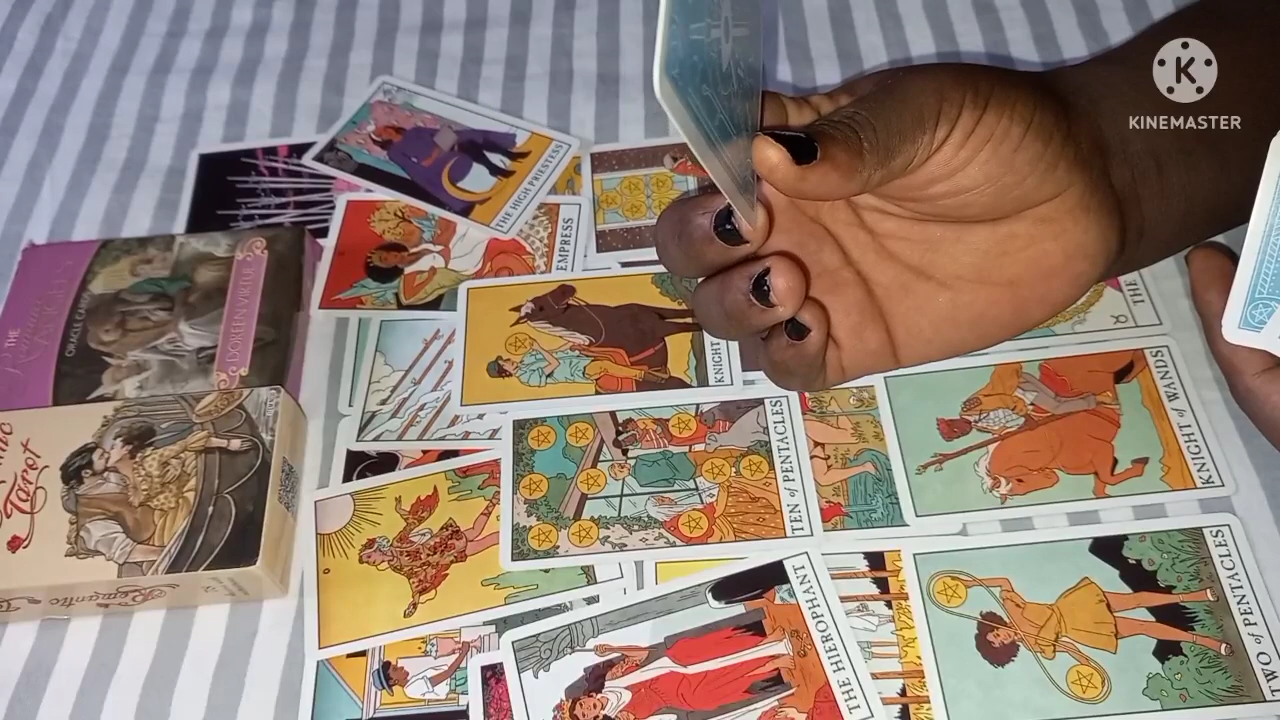 KINEMASTER
THE HIGH PRIESTESS
EMPRESS
KNIGHT
THE
TEN of PENTACLES
KNIGHT of WANDS
THE HIEROPHANT
TWO of PENTACLES
THE
ORACLE CARDS
DOREEN VIRTUE
Tarot
Romantic